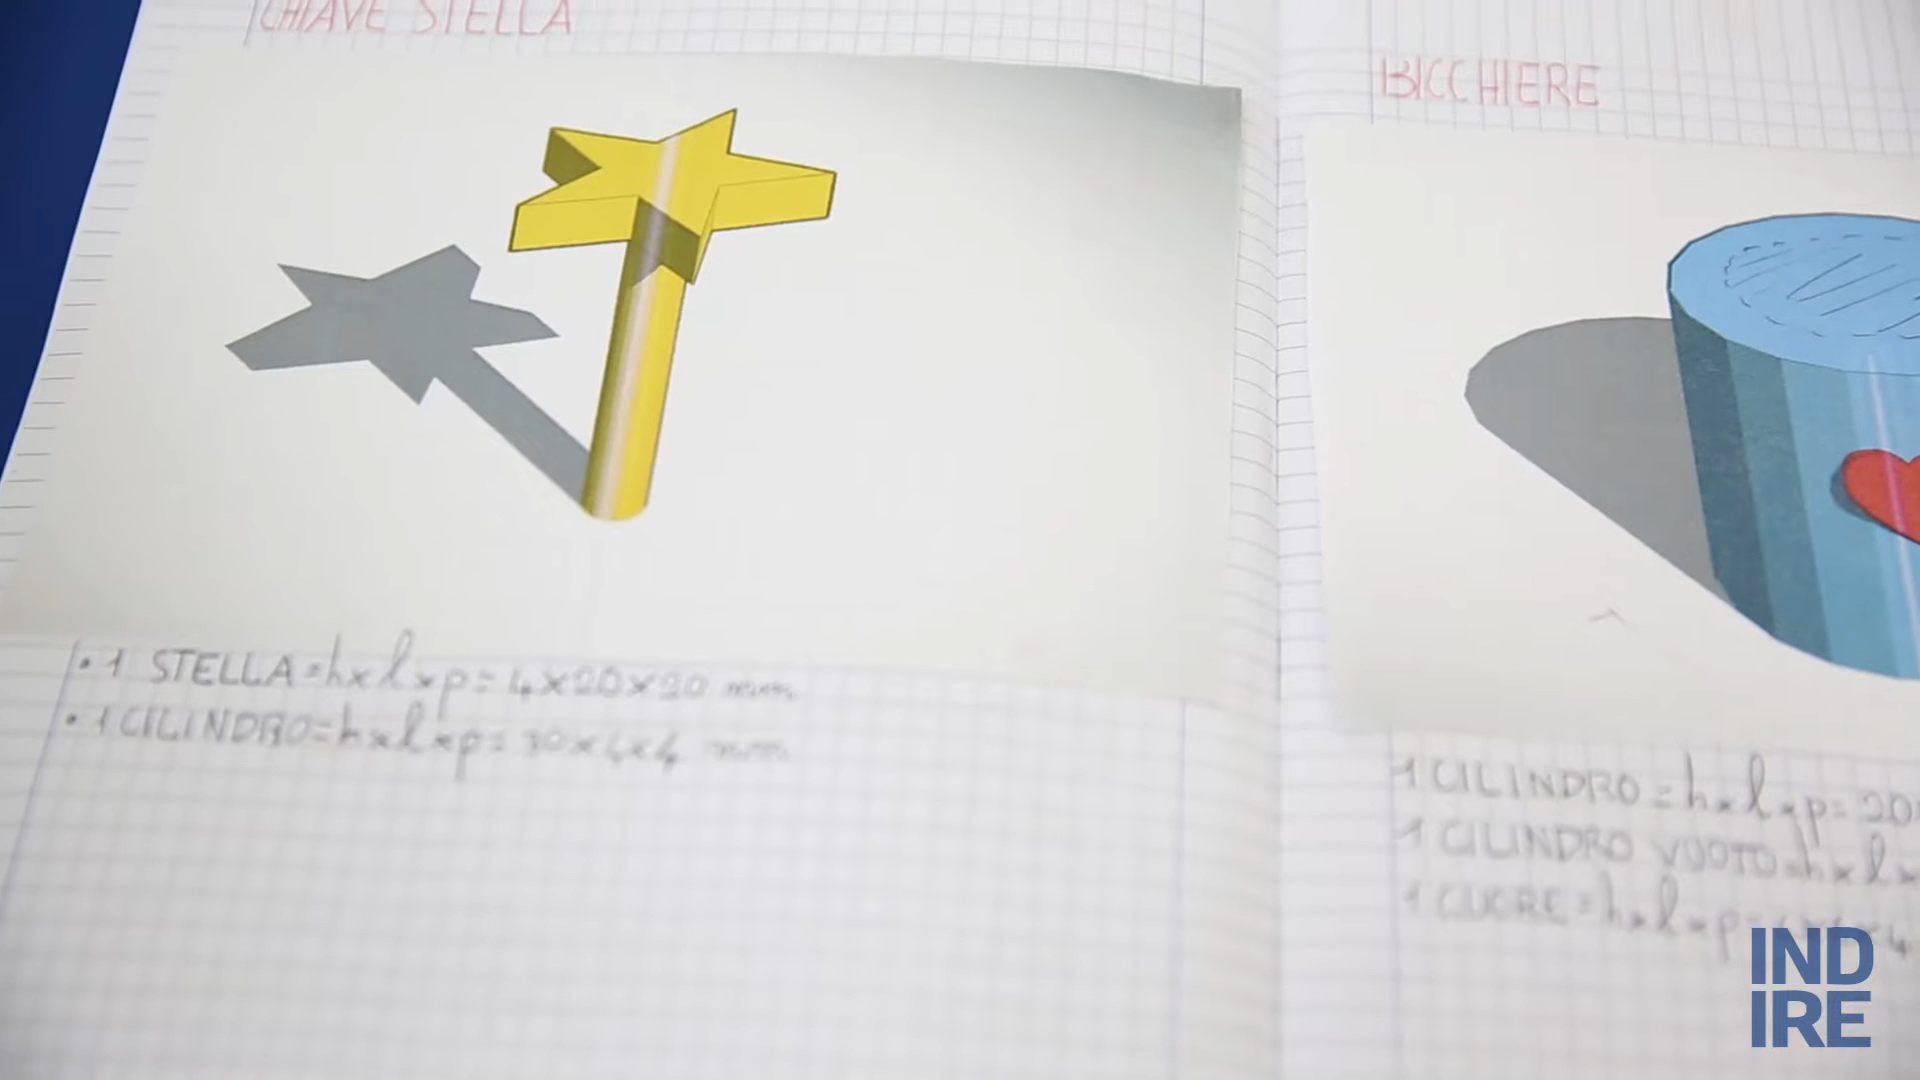 CHIAVE STELLA
• 1 STELLA=h×l×p=4×20×20 mm
• 1 CILINDRO=h×l×p=30×4×4 mm
BICCHIERE
1 CILINDRO=h×l×p=20
1 CILINDRO VUOTO=h×l×
1 CUORE=h×l×p=
IND
IRE